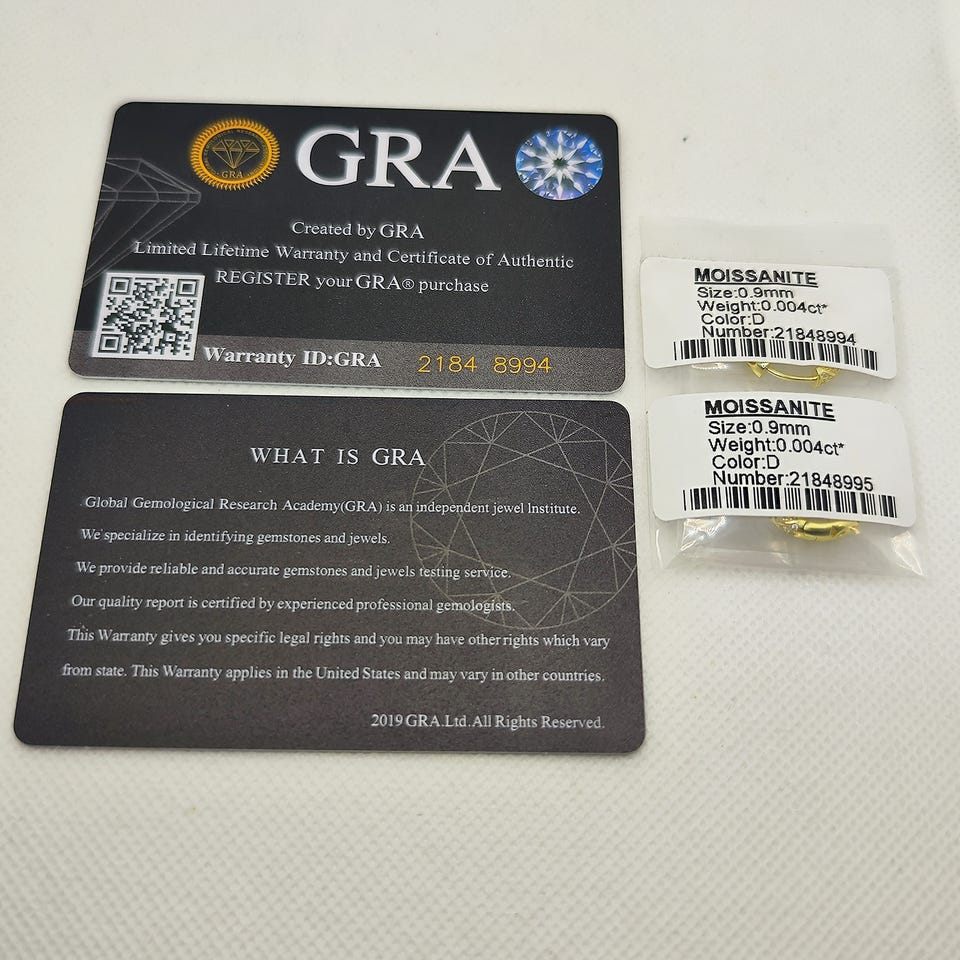 GRA
GRA
Created by GRA
Limited Lifetime Warranty and Certificate of Authentic
REGISTER your GRA® purchase
Warranty ID:GRA 2184 8994
WHAT IS GRA
Global Gemological Research Academy(GRA) is an independent jewel Institute.
We specialize in identifying gemstones and jewels.
We provide reliable and accurate gemstones and jewels testing service.
Our quality report is certified by experienced professional gemologists.
This Warranty gives you specific legal rights and you may have other rights which vary
from state. This Warranty applies in the United States and may vary in other countries.
2019 GRA.Ltd.All Rights Reserved.
MOISSANITE
Size:0.9mm
Weight:0.004ct*
Color:D
Number:21848994
MOISSANITE
Size:0.9mm
Weight:0.004ct*
Color:D
Number:21848995